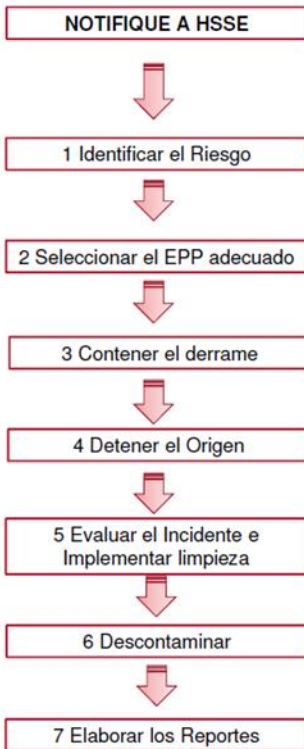 NOTIFIQUE A HSSE
1 Identificar el Riesgo
2 Seleccionar el EPP adecuado
3 Contener el derrame
4 Detener el Origen
5 Evaluar el Incidente e
Implementar limpieza
6 Descontaminar
7 Elaborar los Reportes